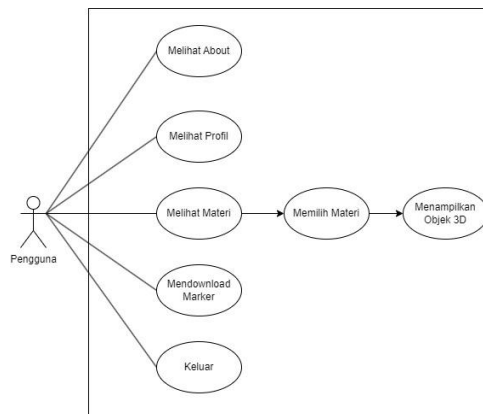 Melihat About
Melihat Profil
Pengguna
Melihat Materi
Memilih Materi
Menampilkan
Objek 3D
Mendownload
Marker
Keluar